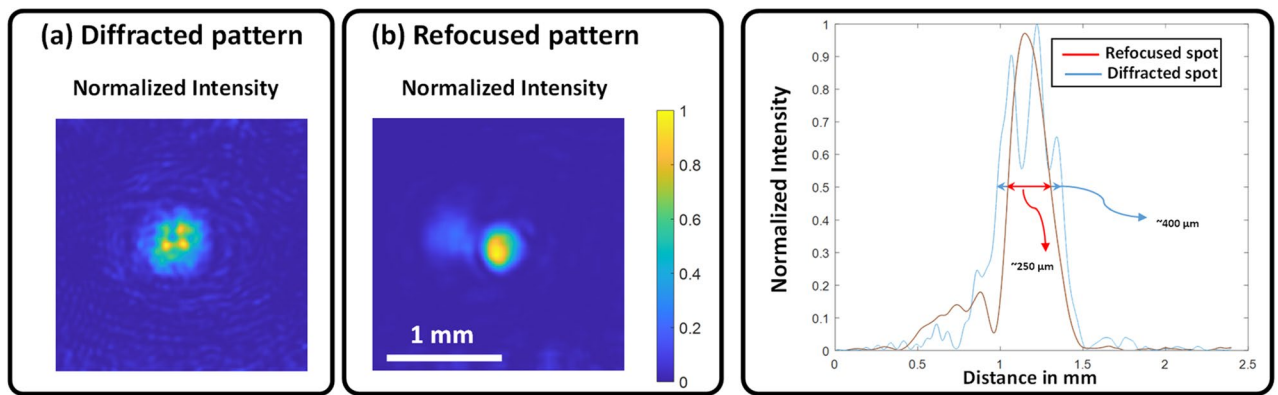 (a) Diffracted pattern
Normalized Intensity
(b) Refocused pattern
Normalized Intensity
1 mm
1
0.8
0.6
0.4
0.2
0
Normalized Intensity
1
0.9
0.8
0.7
0.6
0.5
0.4
0.3
0.2
0.1
0
Refocused spot
Diffracted spot
~400 µm
~250 µm
0 0.5 1 1.5 2 2.5
Distance in mm